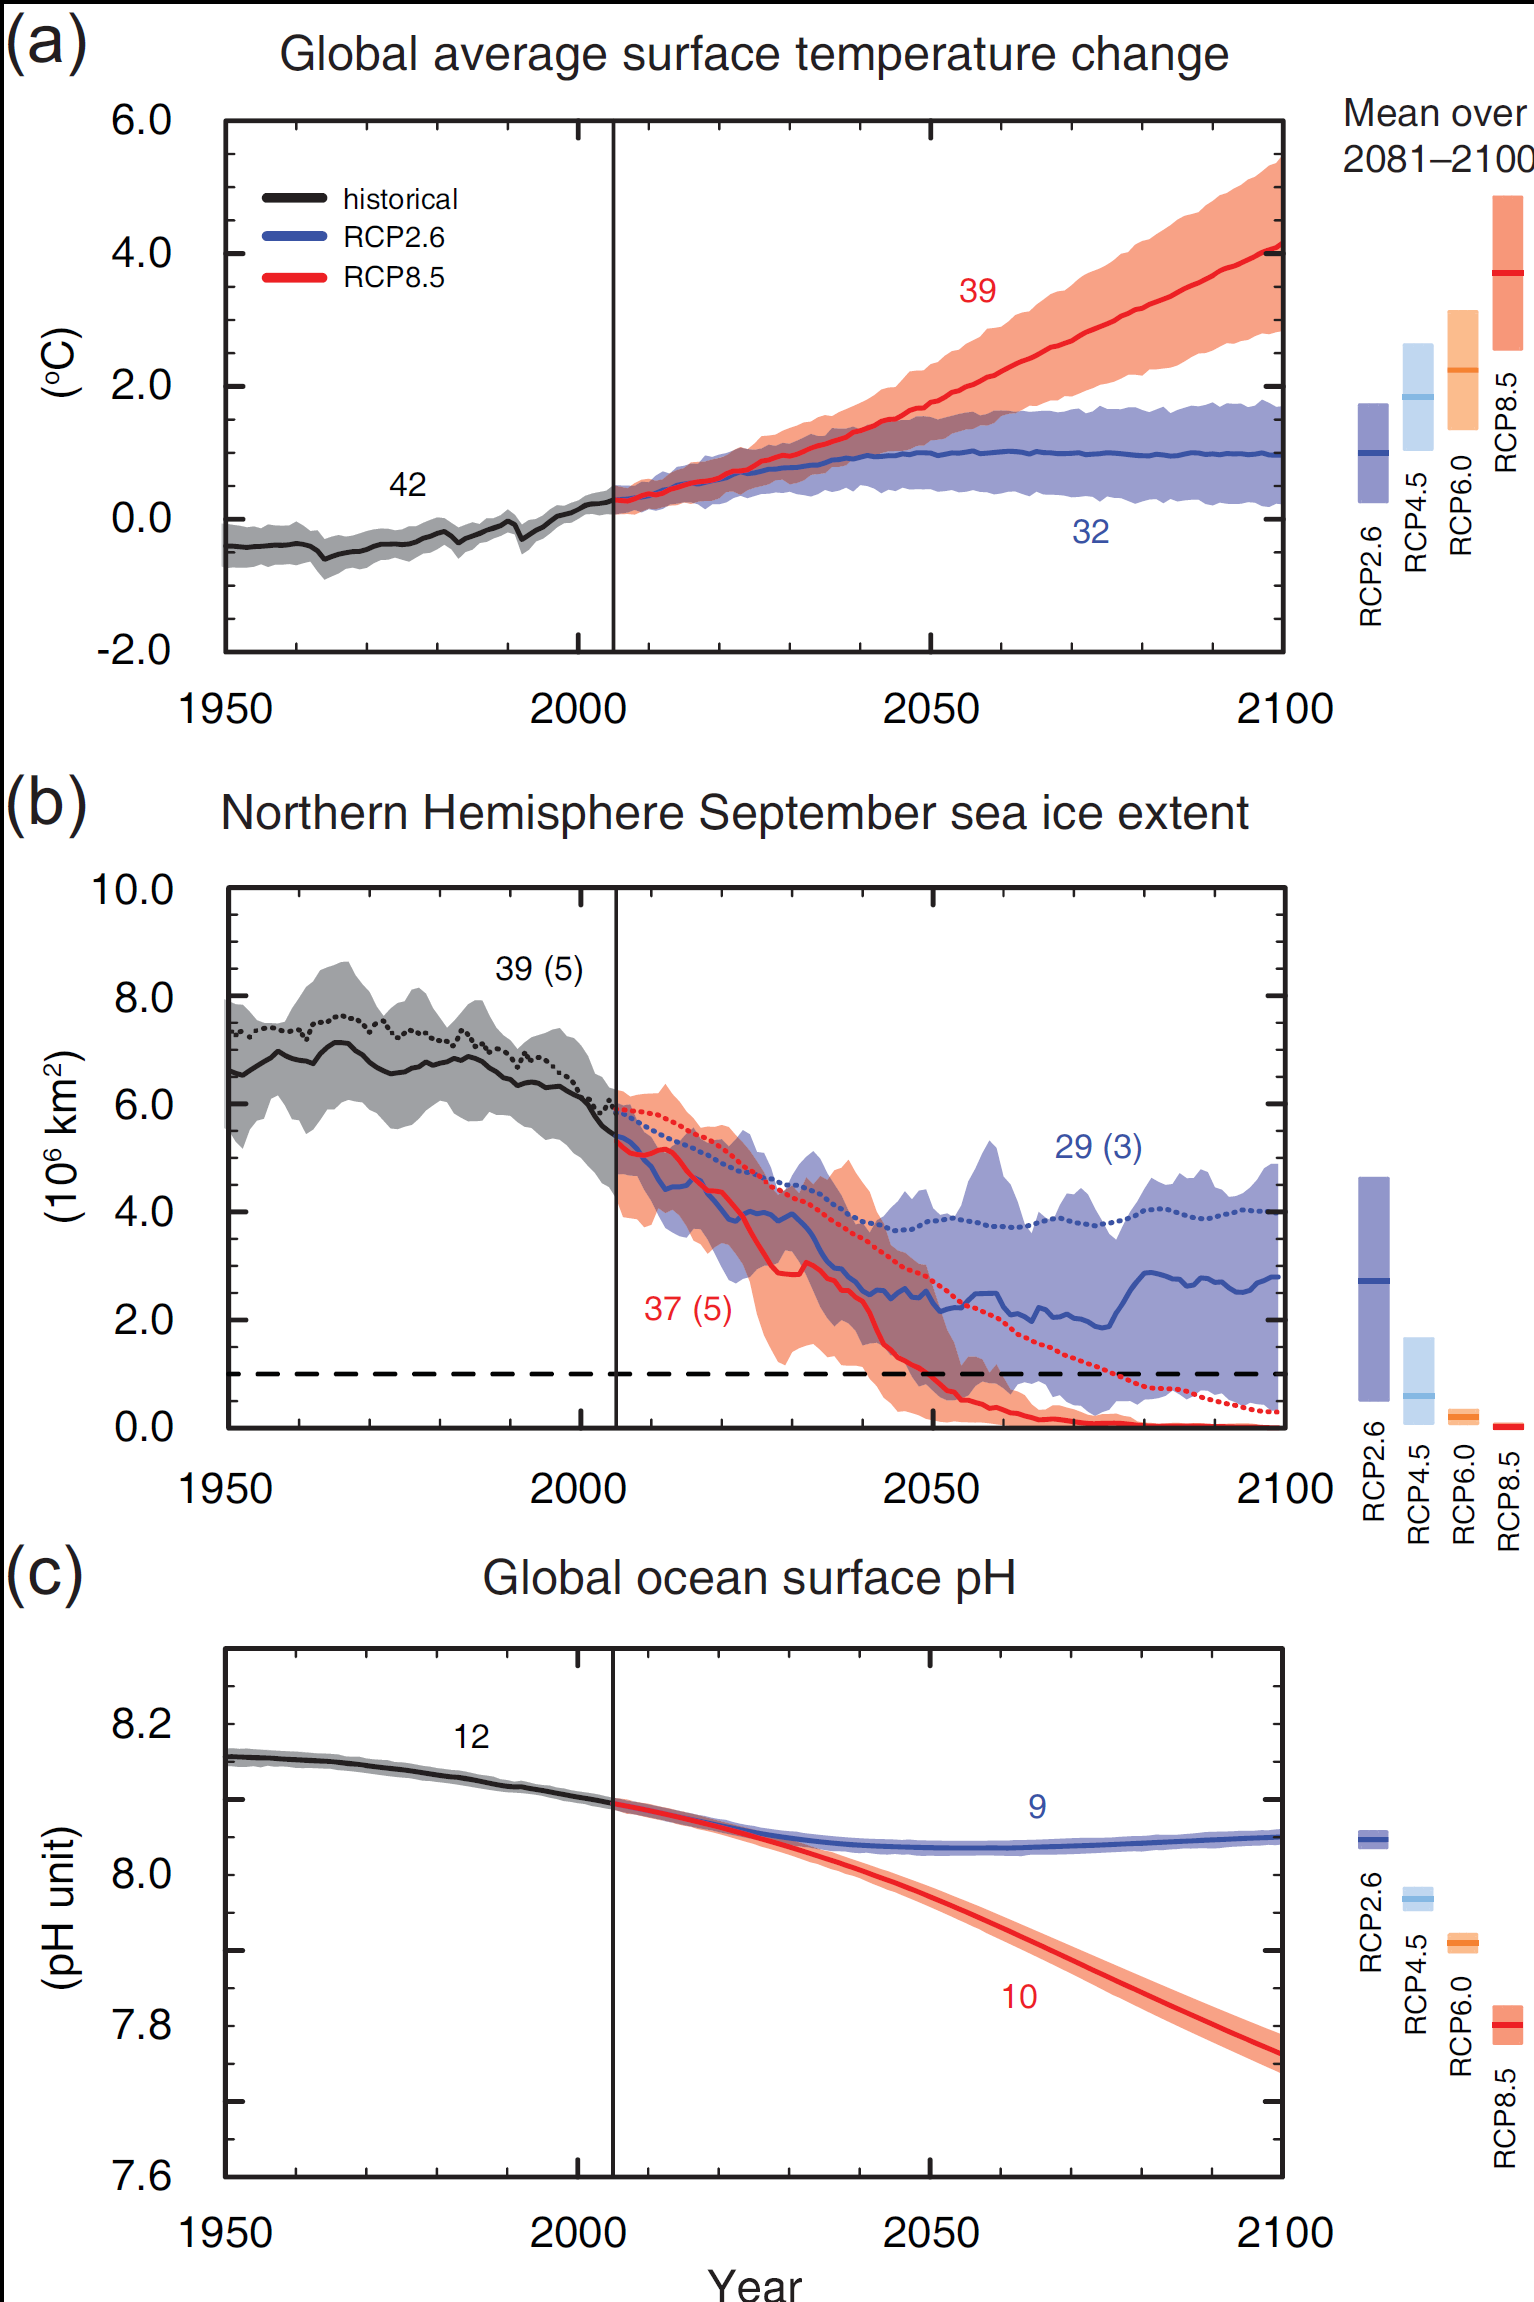 (a)
Global average surface temperature change
Mean over
2081–2100
6.0
4.0
2.0
0.0
-2.0
(°C)
historical
RCP2.6
RCP8.5
42
39
32
1950
2000
2050
2100
RCP2.6
RCP4.5
RCP6.0
RCP8.5
(b)
Northern Hemisphere September sea ice extent
10.0
8.0
6.0
4.0
2.0
0.0
(10⁶ km²)
39 (5)
29 (3)
37 (5)
1950
2000
2050
2100
RCP2.6
RCP4.5
RCP6.0
RCP8.5
(c)
Global ocean surface pH
8.2
8.0
7.8
7.6
(pH unit)
12
9
10
1950
2000
2050
2100
Year
RCP2.6
RCP4.5
RCP6.0
RCP8.5